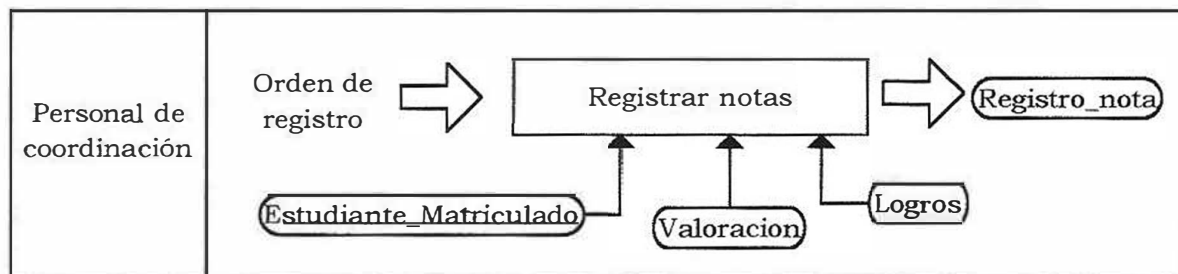 Personal de
coordinación
Orden de
registro
Registrar notas
Registro_nota
Estudiante_Matriculado
Valoracion
Logros